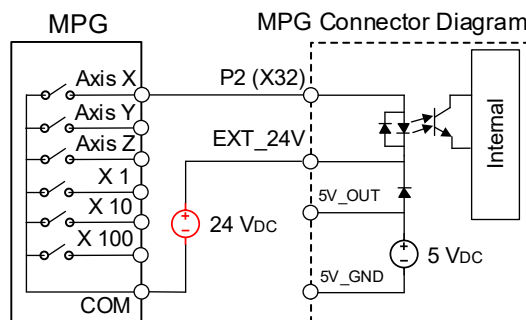 MPG
MPG Connector Diagram
Axis X
P2 (X32)
Axis Y
Axis Z
EXT_24V
X 1
X 10
X 100
COM
24 VDC
5V_OUT
5 VDC
5V_GND
Internal